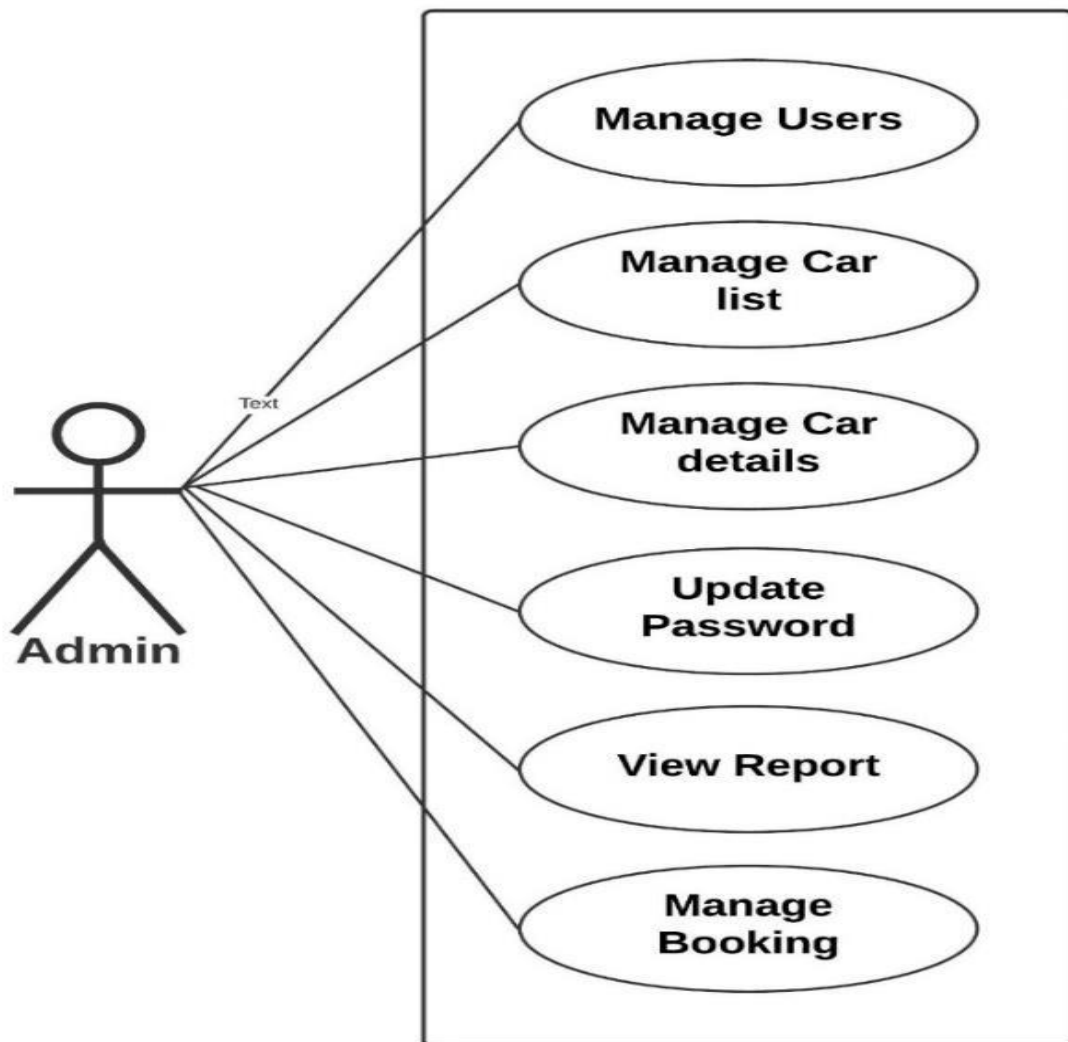 Manage Users
Manage Car
list
Text
Manage Car
details
Update
Password
Admin
View Report
Manage
Booking